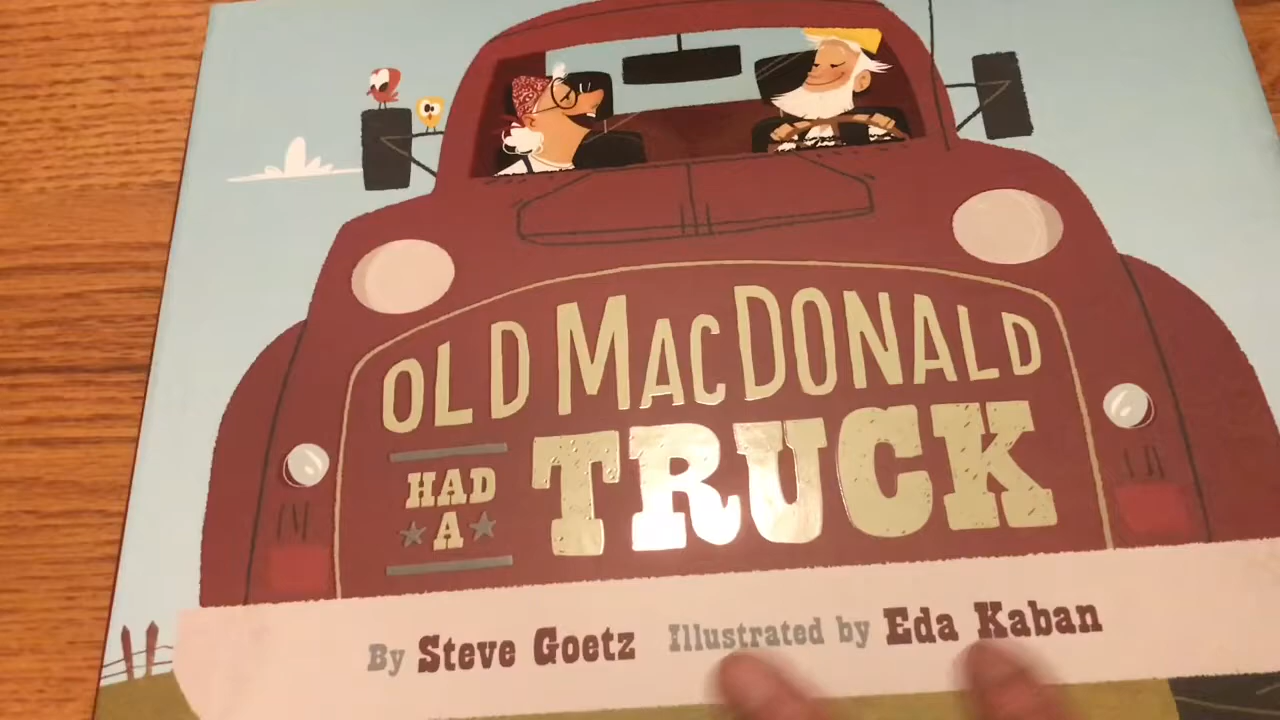 OLD MACDONALD
HAD
A
TRUCK
By Steve Goetz Illustrated by Eda Kaban